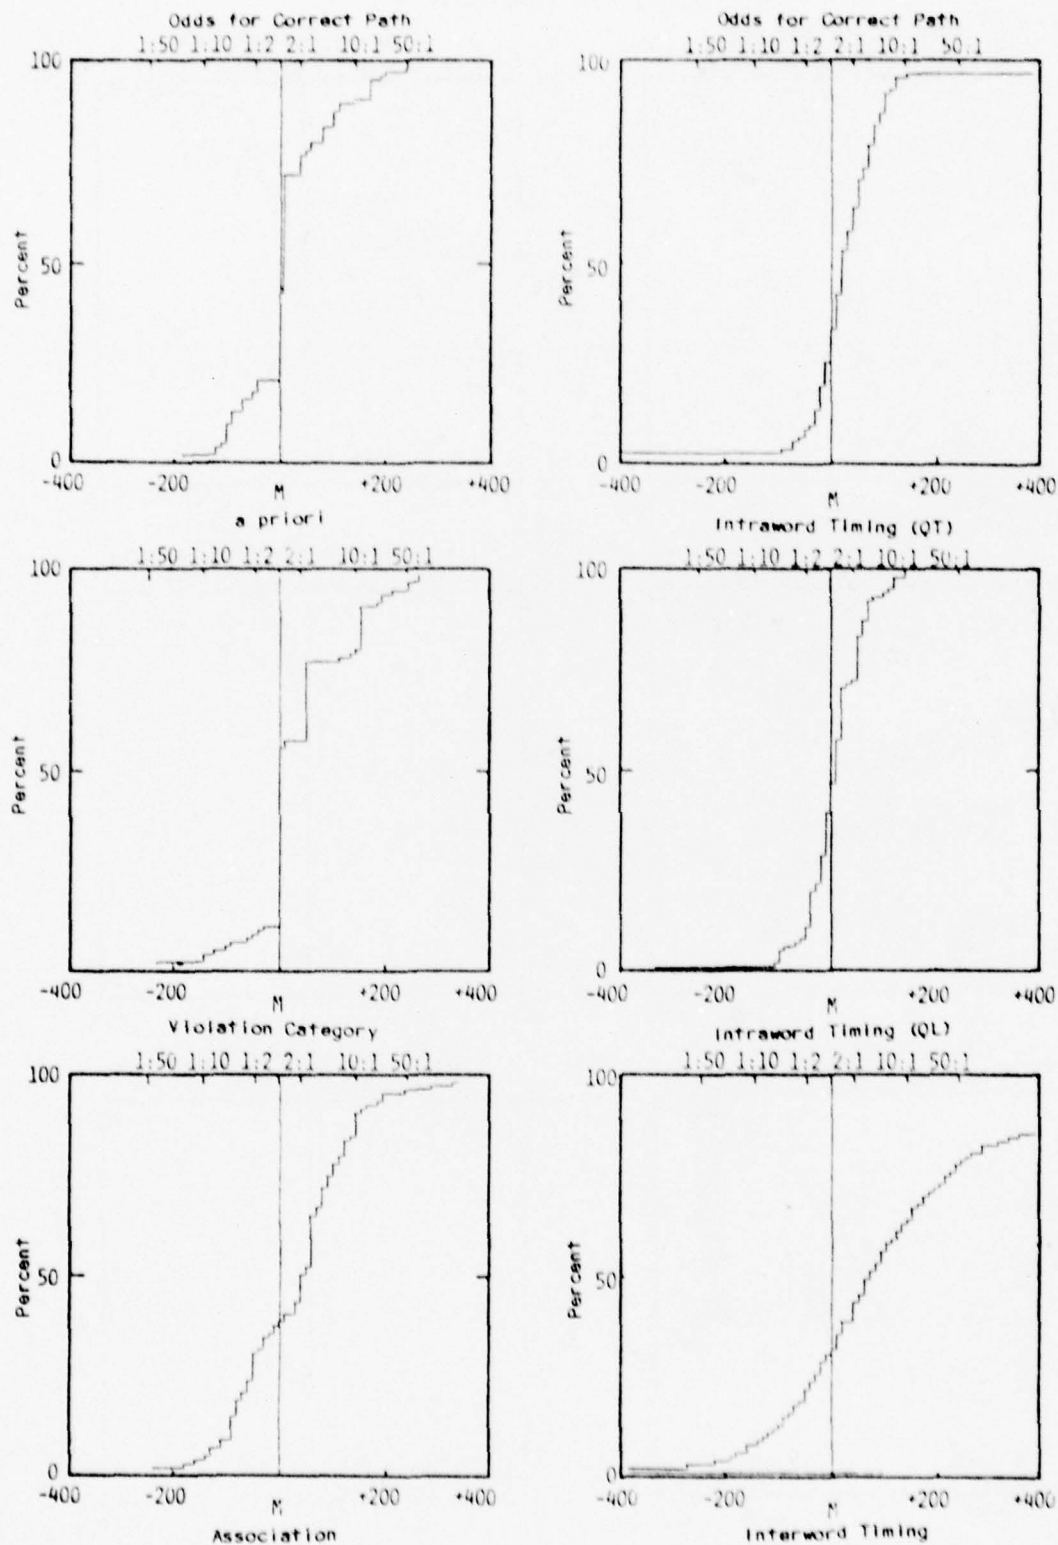 Odds for Correct Path
1:50 1:10 1:2 2:1 10:1 50:1
100
50
0
Percent
-400 -200 M +200 +400
a priori
Odds for Correct Path
1:50 1:10 1:2 2:1 10:1 50:1
100
50
0
Percent
-400 -200 M +200 +400
Intraword Timing (QT)
1:50 1:10 1:2 2:1 10:1 50:1
100
50
0
Percent
-400 -200 M +200 +400
Violation Category
1:50 1:10 1:2 2:1 10:1 50:1
100
50
0
Percent
-400 -200 M +200 +400
Intraword Timing (QL)
1:50 1:10 1:2 2:1 10:1 50:1
100
50
0
Percent
-400 -200 M +200 +400
Association
1:50 1:10 1:2 2:1 10:1 50:1
100
50
0
Percent
-400 -200 M +200 +400
Interword Timing